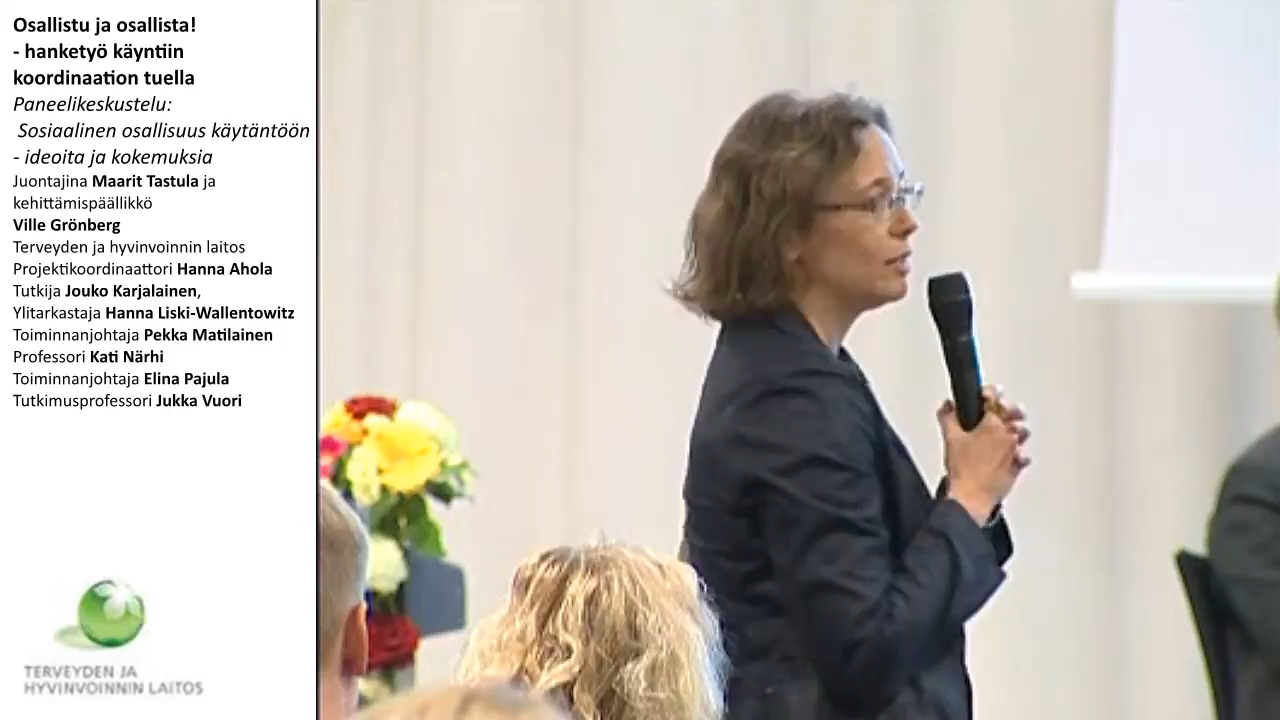 Osallistu ja osallista!
- hanketyö käyntiin
koordinaation tuella
Paneelikeskustelu:
Sosiaalinen osallisuus käytäntöön
- ideoita ja kokemuksia
Juontajina Maarit Tastula ja
kehittämispäällikkö
Ville Grönberg
Terveyden ja hyvinvoinnin laitos
Projektikoordinaattori Hanna Ahola
Tutkija Jouko Karjalainen,
Ylitarkastaja Hanna Liski-Wallentowitz
Toiminnanjohtaja Pekka Matilainen
Professori Kati Närhi
Toiminnanjohtaja Elina Pajula
Tutkimusprofessori Jukka Vuori
TERVEYDEN JA
HYVINVOINNIN LAITOS